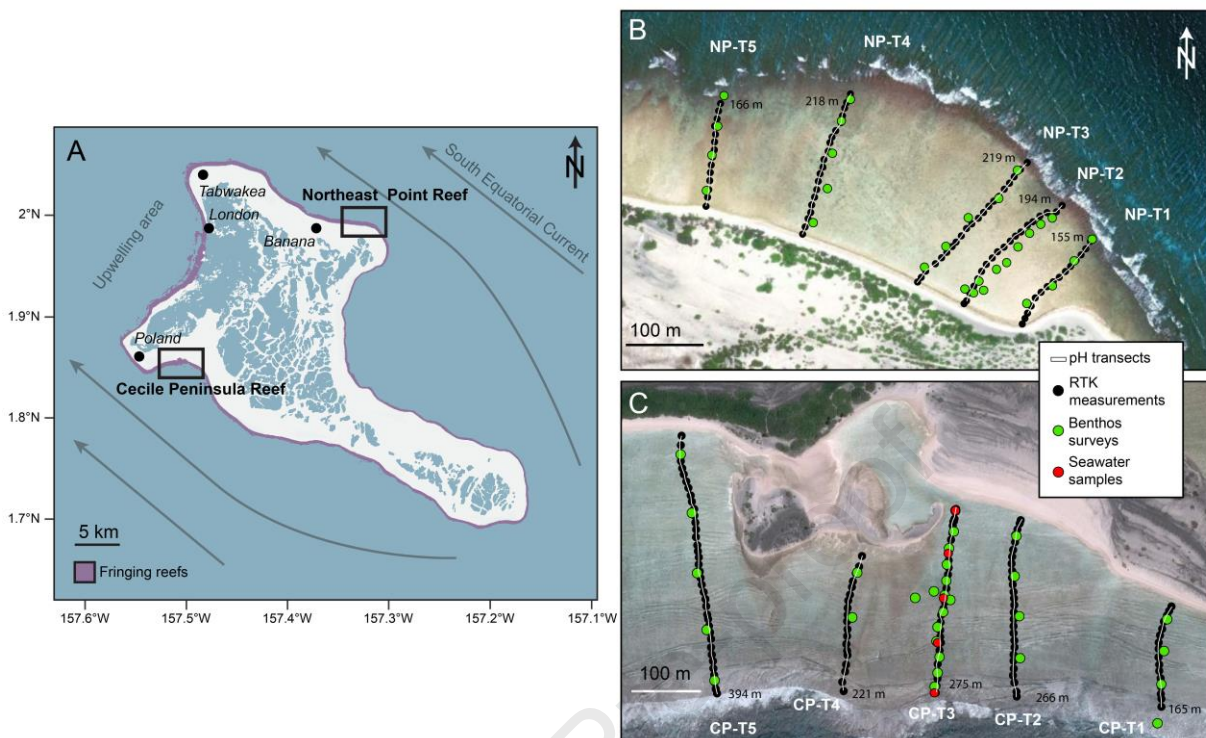 A
N
Tabwakea
London
Banana
Northeast Point Reef
South Equatorial Current
Upwelling area
Poland
Cecile Peninsula Reef
2°N
1.9°N
1.8°N
1.7°N
5 km
Fringing reefs
157.6°W
157.5°W
157.4°W
157.3°W
157.1°W
B
N
NP-T5
NP-T4
NP-T3
NP-T2
NP-T1
166 m
218 m
219 m
194 m
155 m
100 m
pH transects
RTK
measurements
Benthos
surveys
Seawater
samples
C
100 m
394 m
221 m
275 m
266 m
165 m
CP-T5
CP-T4
CP-T3
CP-T2
CP-T1